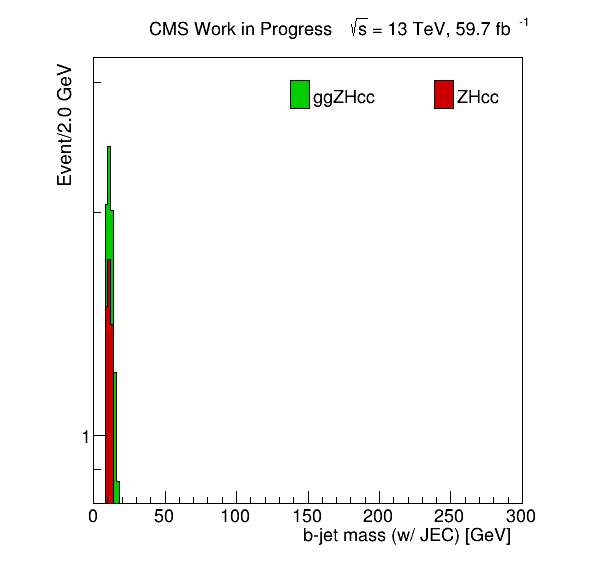 CMS Work in Progress √s = 13 TeV, 59.7 fb -1
Event/2.0 GeV
ggZHcc ZHcc
1
0 50 100 150 200 250 300
b-jet mass (w/ JEC) [GeV]